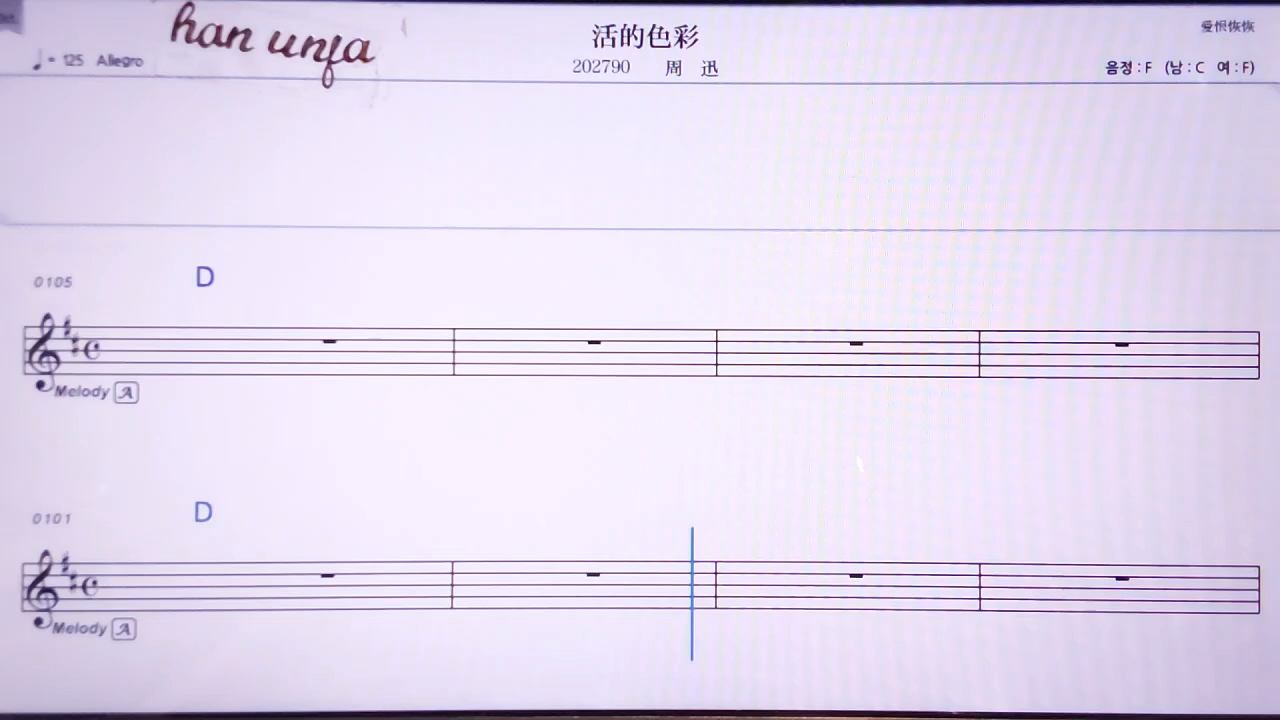 han unfa
活的色彩
爱恨恢恢
♩= 125 Allegro
202790 周 迅
음정 : F (남 : C 여 : F)
0105 D
Melody A
0101 D
Melody A